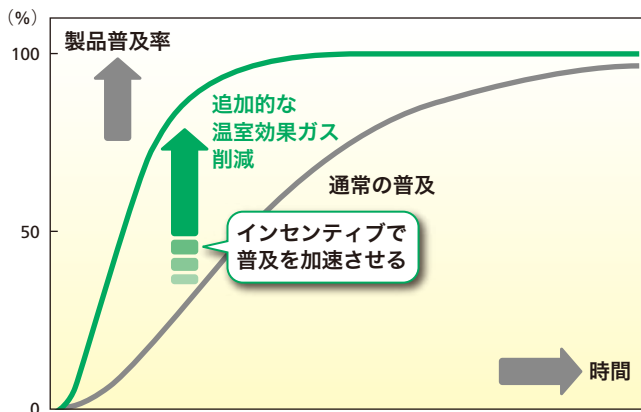 (%)
製品普及率
100
追加的な
温室効果ガス
削減
通常の普及
50
インセンティブで
普及を加速させる
時間
0